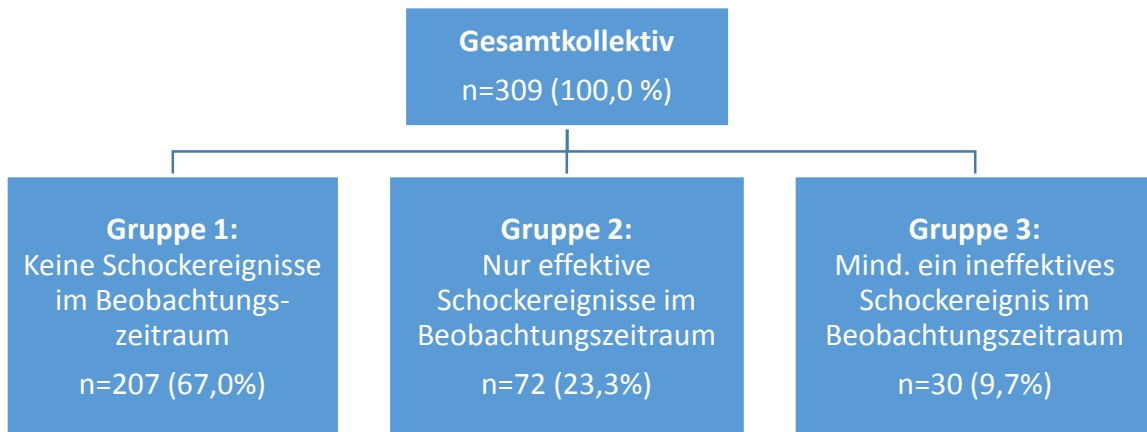 Gesamtkollektiv
n=309 (100,0 %)
Gruppe 1:
Keine Schockereignisse
im Beobachtungs-
zeitraum
n=207 (67,0%)
Gruppe 2:
Nur effektive
Schockereignisse im
Beobachtungszeitraum
n=72 (23,3%)
Gruppe 3:
Mind. ein ineffektives
Schockereignis im
Beobachtungszeitraum
n=30 (9,7%)